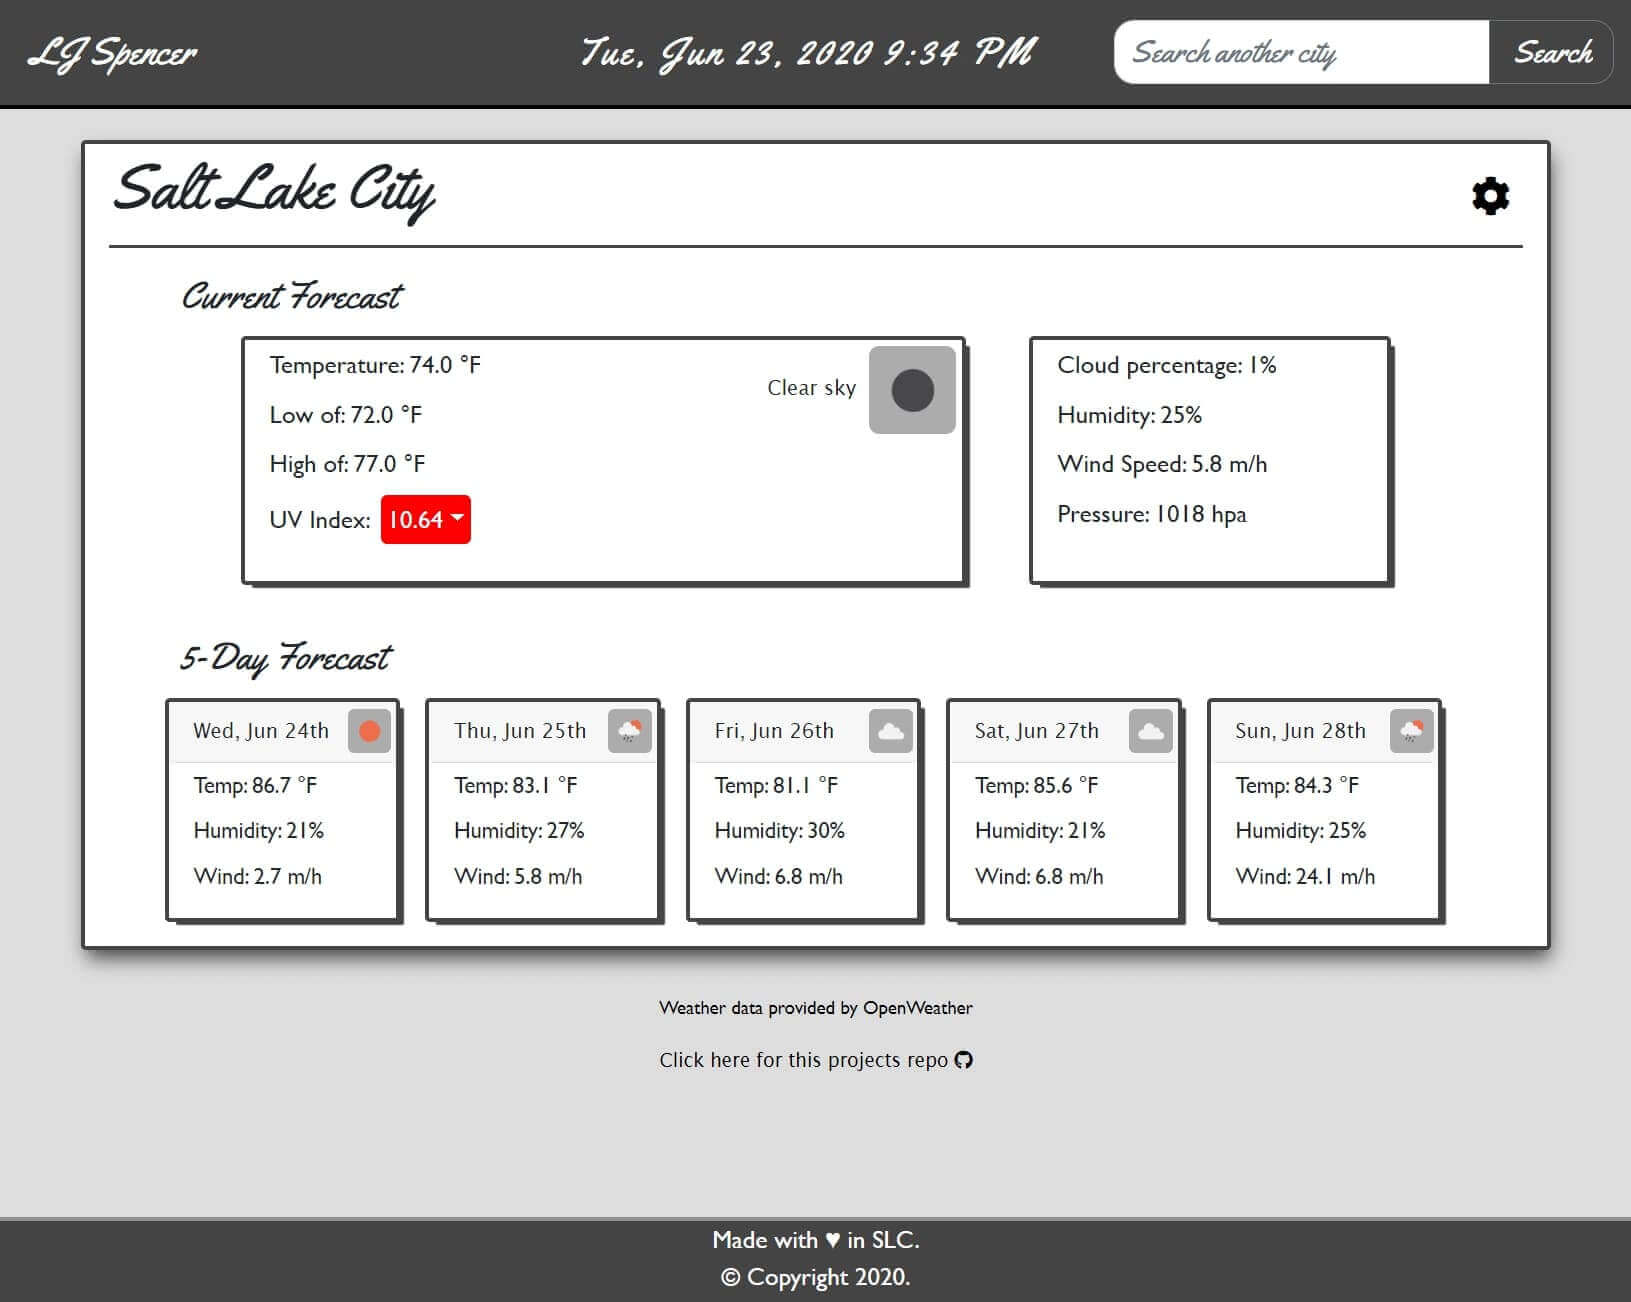 LJ Spencer
Tue, Jun 23, 2020 9:34 PM
Search another city
Search
Salt Lake City
Current Forecast
Temperature: 74.0 °F
Low of: 72.0 °F
High of: 77.0 °F
UV Index: 10.64
Clear sky
Cloud percentage: 1%
Humidity: 25%
Wind Speed: 5.8 m/h
Pressure: 1018 hpa
5-Day Forecast
Wed, Jun 24th
Temp: 86.7 °F
Humidity: 21%
Wind: 2.7 m/h
Thu, Jun 25th
Temp: 83.1 °F
Humidity: 27%
Wind: 5.8 m/h
Fri, Jun 26th
Temp: 81.1 °F
Humidity: 30%
Wind: 6.8 m/h
Sat, Jun 27th
Temp: 85.6 °F
Humidity: 21%
Wind: 6.8 m/h
Sun, Jun 28th
Temp: 84.3 °F
Humidity: 25%
Wind: 24.1 m/h
Weather data provided by OpenWeather
Click here for this projects repo
Made with ♥ in SLC.
© Copyright 2020.